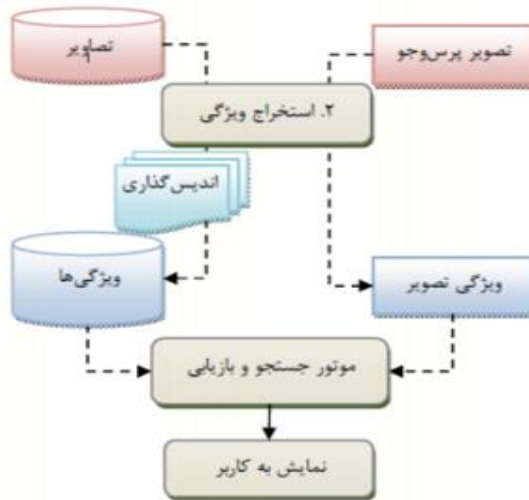 تصویر پرس‌وجو
تصاویر
۲. استخراج ویژگی
اندیس‌گذاری
ویژگی تصویر
ویژگی‌ها
موتور جستجو و بازیابی
نمایش به کاربر